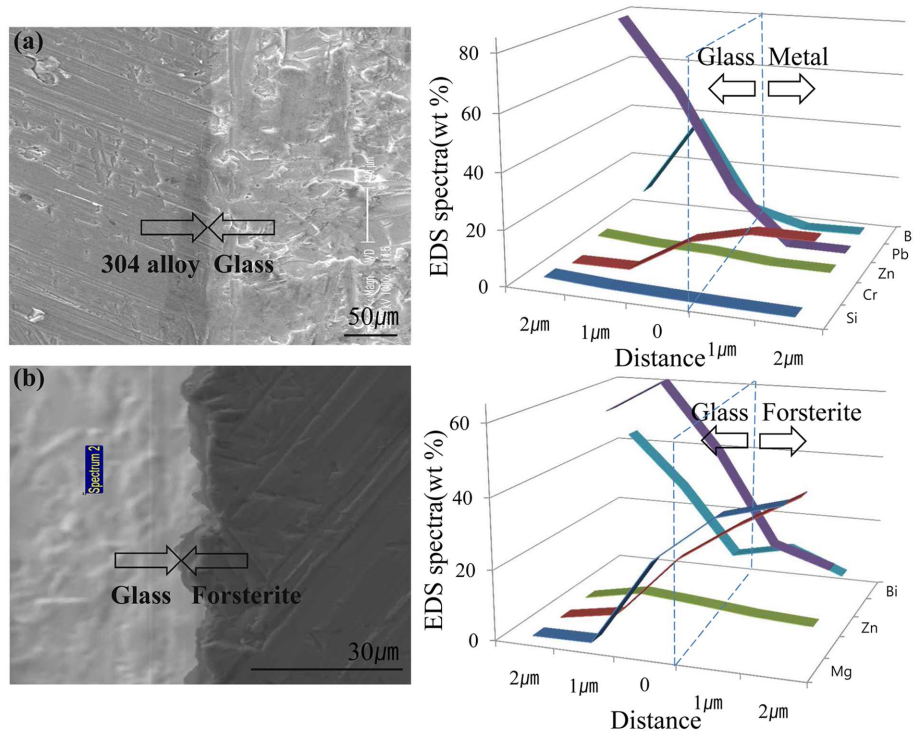 (a)
304 alloy Glass
50μm
EDS spectra(wt %)
80
60
40
20
0
Glass Metal
B
Pb
Zn
Cr
Si
2μm
1μm
0
1μm
2μm
Distance
(b)
Spectrum 2
Glass Forsterite
30μm
EDS spectra(wt %)
60
40
20
0
Glass Forsterite
Bi
Zn
Mg
2μm
1μm
0
1μm
2μm
Distance